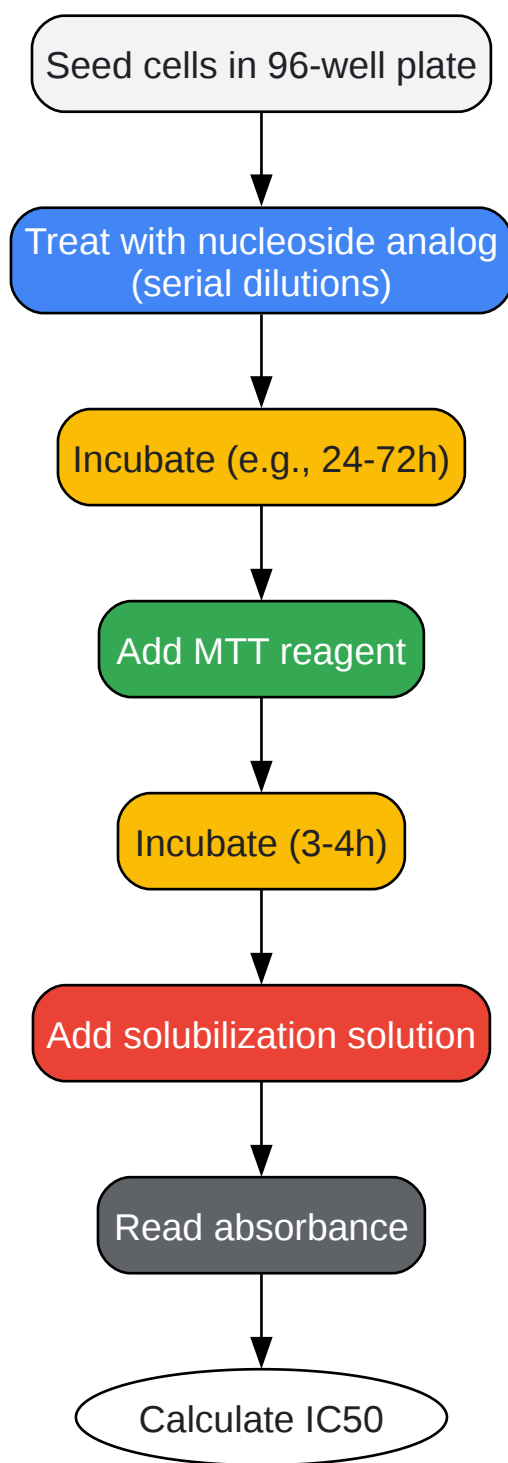 Seed cells in 96-well plate
Treat with nucleoside analog
(serial dilutions)
Incubate (e.g., 24-72h)
Add MTT reagent
Incubate (3-4h)
Add solubilization solution
Read absorbance
Calculate IC50